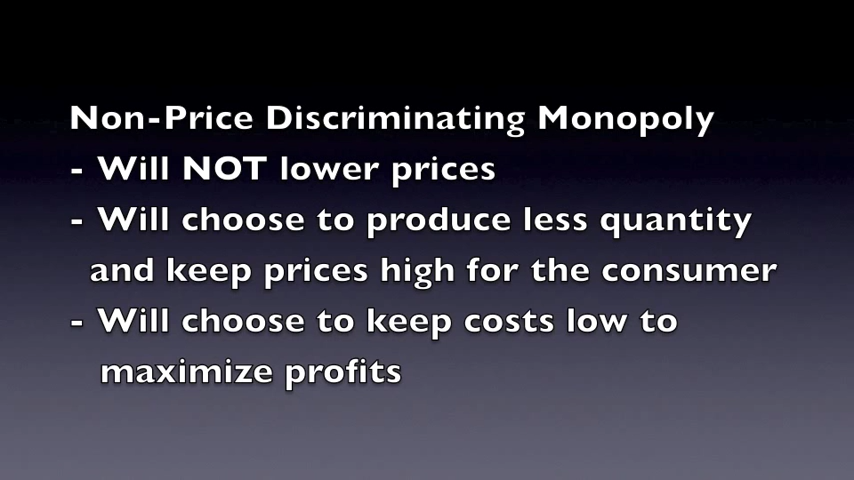 Non-Price Discriminating Monopoly
- Will NOT lower prices
- Will choose to produce less quantity
and keep prices high for the consumer
- Will choose to keep costs low to
maximize profits